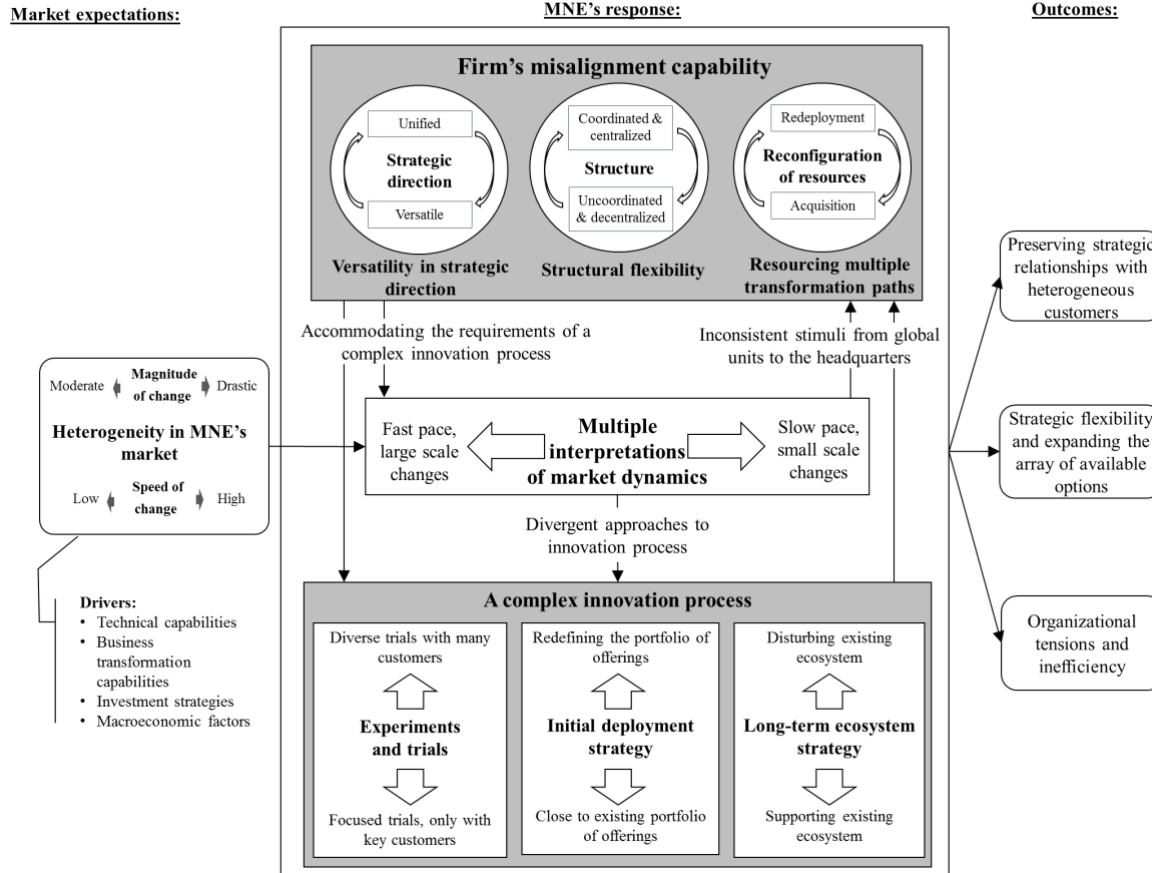 Market expectations:
MNE's response:
Outcomes:
Firm's misalignment capability
Unified
Strategic
direction
Versatile
Versatility in strategic
direction
Coordinated &
centralized
Structure
Uncoordinated
& decentralized
Structural flexibility
Redeployment
Reconfiguration
of resources
Acquisition
Resourcing multiple
transformation paths
Accommodating the requirements of a
complex innovation process
Inconsistent stimuli from global
units to the headquarters
Moderate
Magnitude
of change
Drastic
Heterogeneity in MNE's
market
Low
Speed of
change
High
Drivers:
• Technical capabilities
• Business
transformation
capabilities
• Investment strategies
• Macroeconomic factors
Fast pace,
large scale
changes
Multiple
interpretations
of market dynamics
Slow pace,
small scale
changes
Divergent approaches to
innovation process
A complex innovation process
Diverse trials with many
customers
Experiments
and trials
Focused trials, only with
key customers
Redefining the portfolio of
offerings
Initial deployment
strategy
Close to existing portfolio
of offerings
Disturbing existing
ecosystem
Long-term ecosystem
strategy
Supporting existing
ecosystem
Preserving strategic
relationships with
heterogeneous
customers
Strategic flexibility
and expanding the
array of available
options
Organizational
tensions and
inefficiency